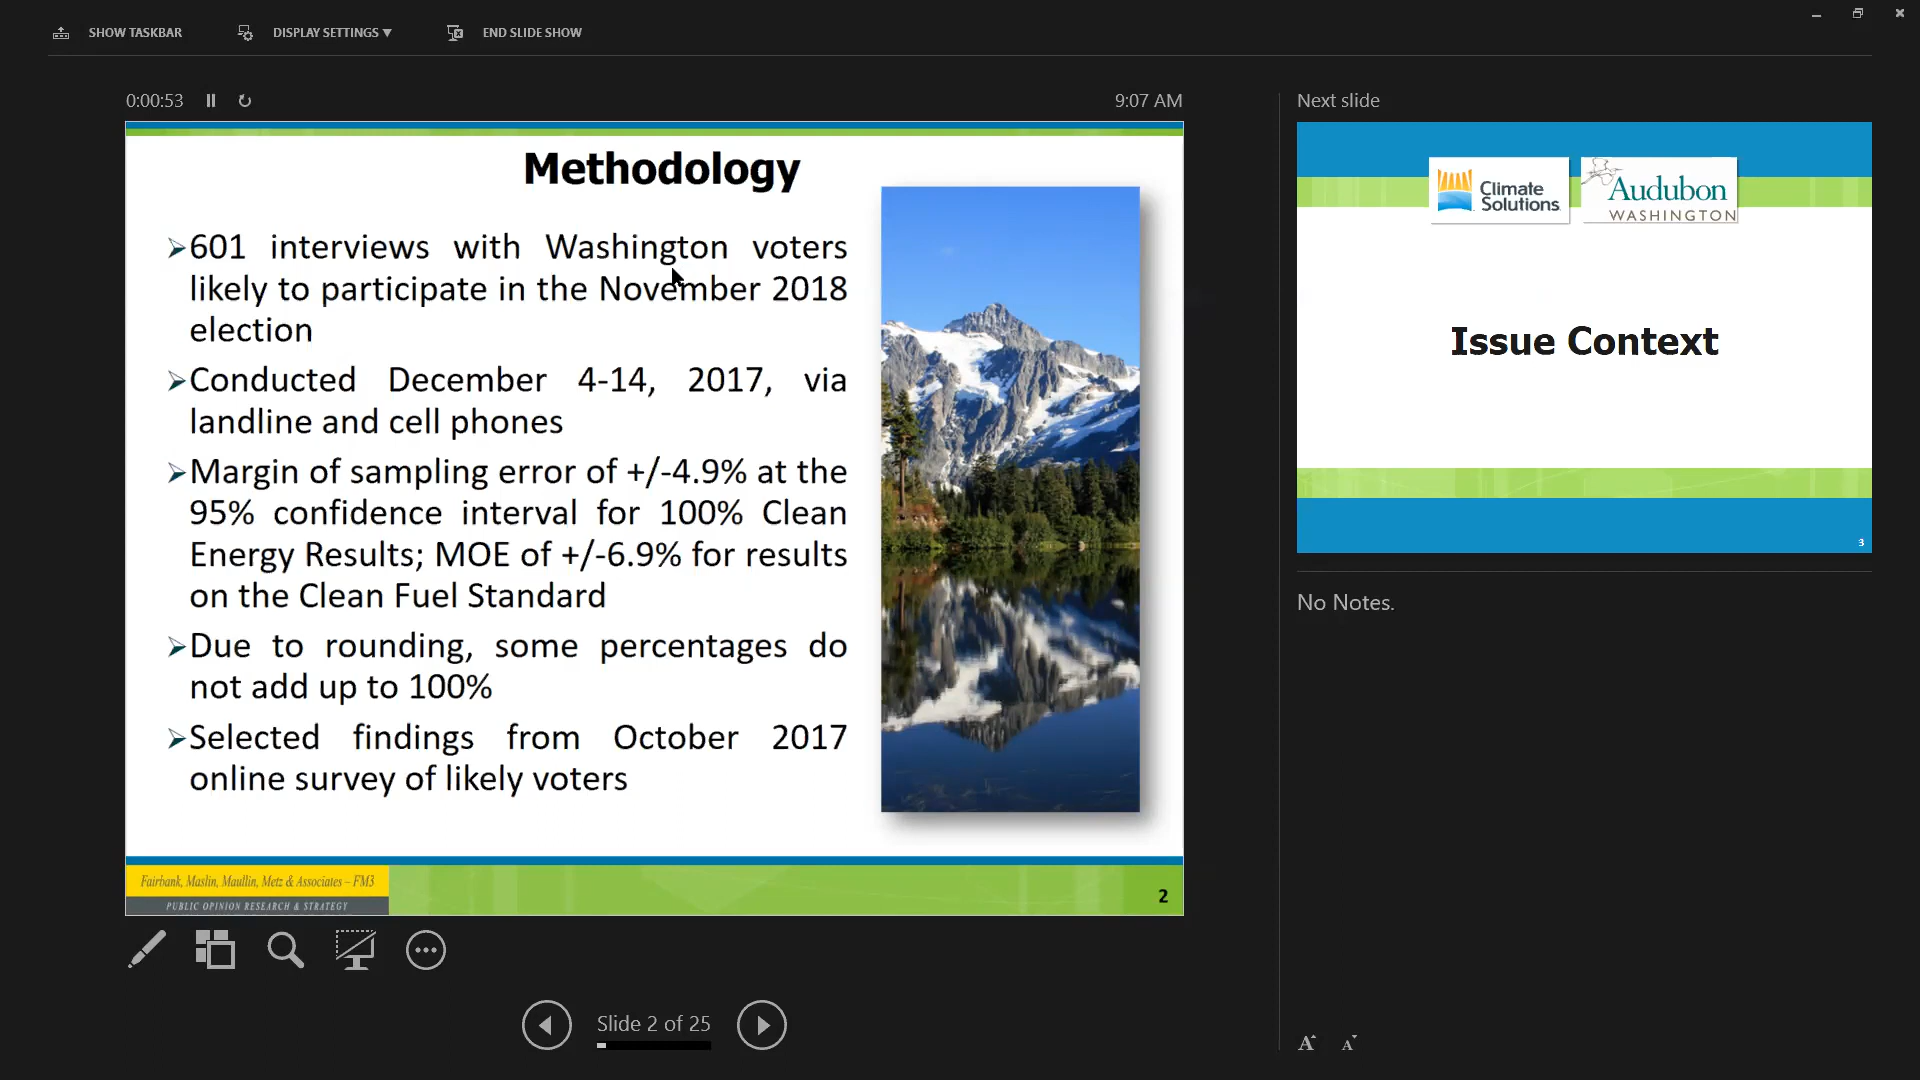 SHOW TASKBAR
DISPLAY SETTINGS ▼
END SLIDE SHOW
0:00:53
9:07 AM
Methodology
➢601 interviews with Washington voters
likely to participate in the November 2018
election
➢Conducted December 4-14, 2017, via
landline and cell phones
➢Margin of sampling error of +/-4.9% at the
95% confidence interval for 100% Clean
Energy Results; MOE of +/-6.9% for results
on the Clean Fuel Standard
➢Due to rounding, some percentages do
not add up to 100%
➢Selected findings from October 2017
online survey of likely voters
Fairbank, Maslin, Maullin, Metz & Associates – FM3
PUBLIC OPINION RESEARCH & STRATEGY
2
Slide 2 of 25
Next slide
Climate
Solutions
Audubon
WASHINGTON
Issue Context
3
No Notes.
A A